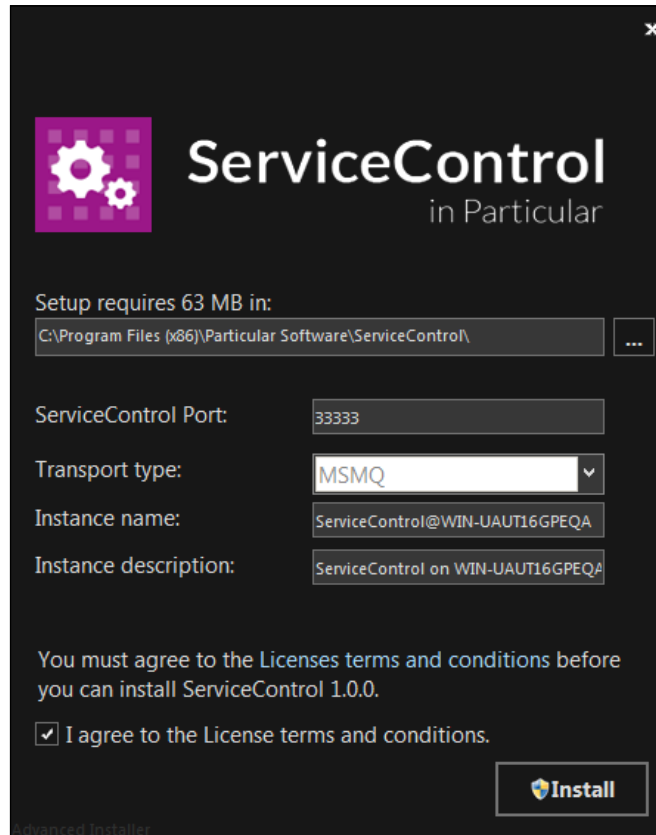 ServiceControl
in Particular
Setup requires 63 MB in:
C:\Program Files (x86)\Particular Software\ServiceControl\
...
ServiceControl Port:
33333
Transport type:
MSMQ
Instance name:
ServiceControl@WIN-UAUT16GPEQA
Instance description:
ServiceControl on WIN-UAUT16GPEQA
You must agree to the Licenses terms and conditions before
you can install ServiceControl 1.0.0.
I agree to the License terms and conditions.
Install
Advanced Installer